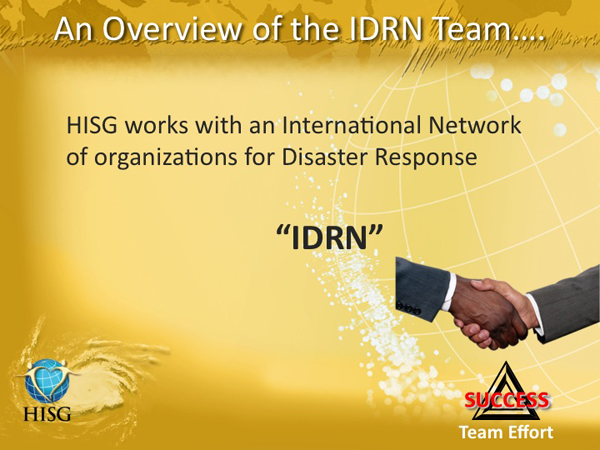 An Overview of the IDRN Team....
HISG works with an International Network
of organizations for Disaster Response
“IDRN”
HISG
SUCCESS
Team Effort